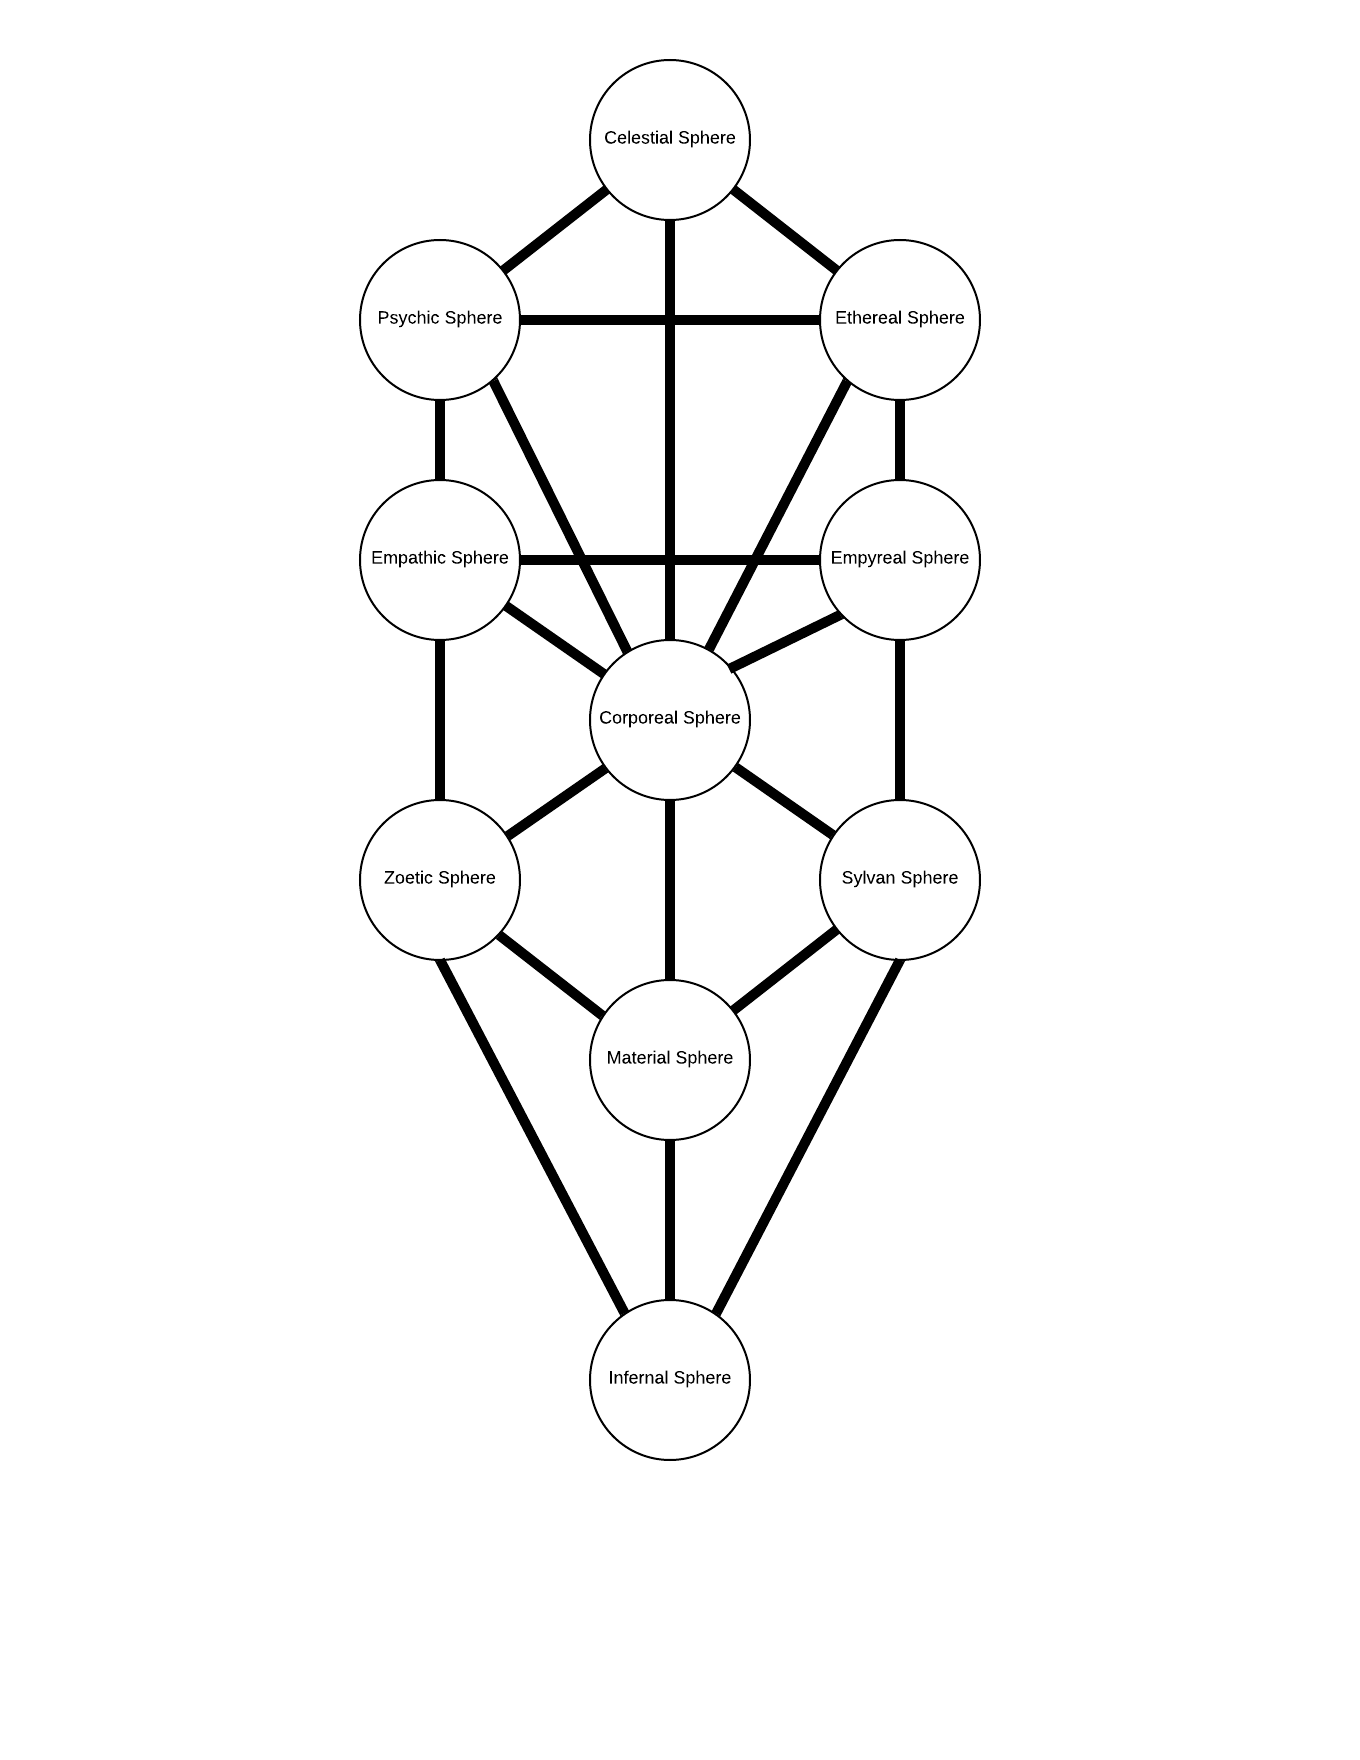 Celestial Sphere
Psychic Sphere
Ethereal Sphere
Empathic Sphere
Empyreal Sphere
Corporeal Sphere
Zoetic Sphere
Sylvan Sphere
Material Sphere
Infernal Sphere